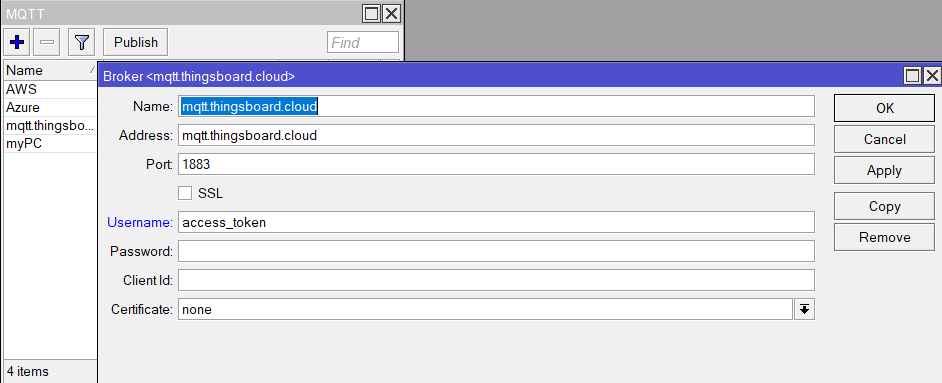 MQTT
Publish
Find
Name
AWS
Azure
mqtt.thingsbo...
myPC
4 items
Broker <mqtt.thingsboard.cloud>
Name: mqtt.thingsboard.cloud
Address: mqtt.thingsboard.cloud
Port: 1883
SSL
Username: access_token
Password:
Client Id:
Certificate: none
OK
Cancel
Apply
Copy
Remove